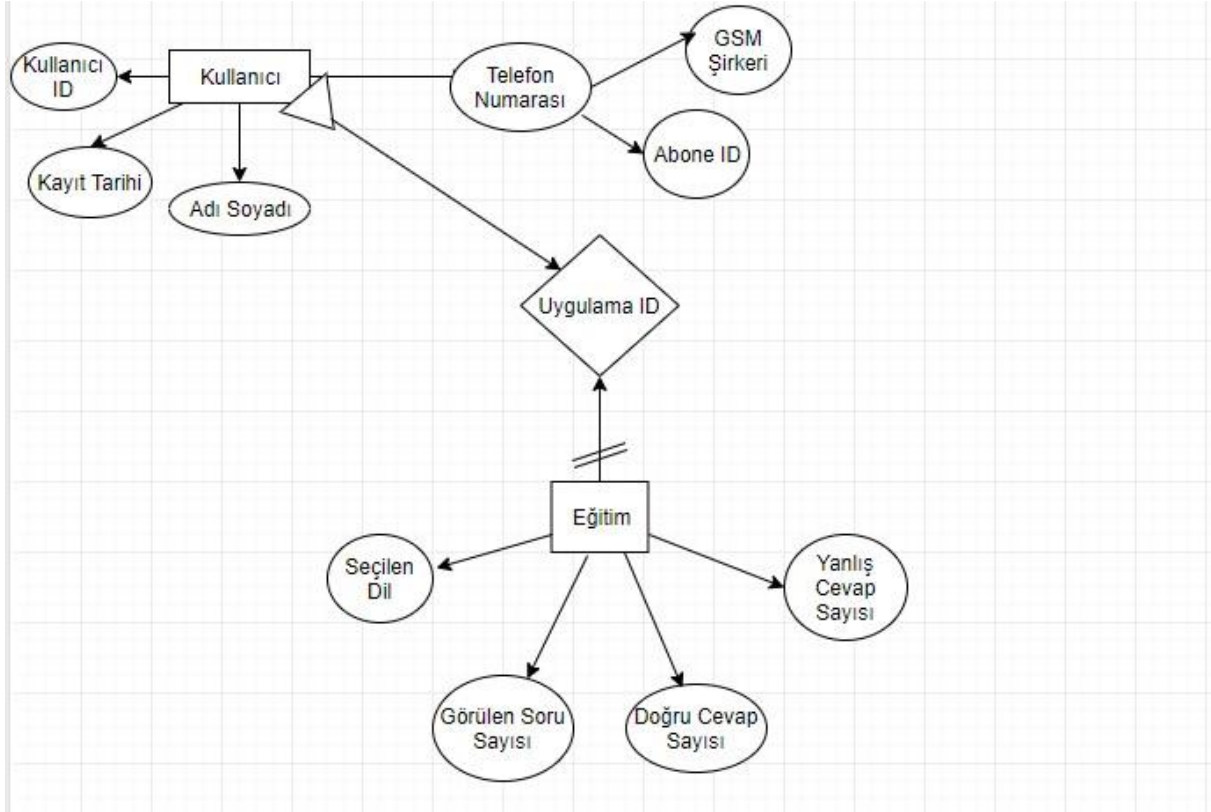 Kullanıcı
ID
Kullanıcı
Telefon
Numarası
GSM
Şirkeri
Abone ID
Kayıt Tarihi
Adı Soyadı
Uygulama ID
Eğitim
Seçilen
Dil
Yanlış
Cevap
Sayısı
Görülen Soru
Sayısı
Doğru Cevap
Sayısı